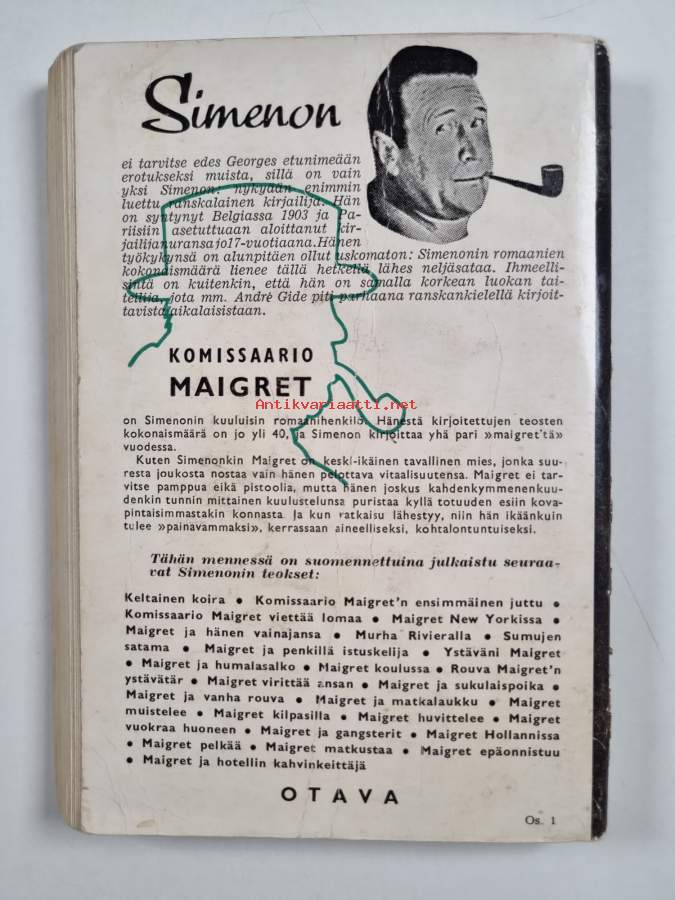 Simenon
ei tarvitse edes Georges etunimeään
erotukseksi muista, sillä on vain
yksi Simenon: nykyään enimmin
luettu ranskalainen kirjailija. Hän
on syntynyt Belgiassa 1903 ja Pa-
riisiin asetuttuaan aloittanut kir-
jailijanuransa jo17-vuotiaana.Hänen
työkykynsä on alunpitäen ollut uskomaton: Simenonin romaanien
kokonaismäärä lienee tällä hetkellä lähes neljäsataa. Ihmeelli-
sintä on kuitenkin, että hän on samalla korkean luokan tai-
teilija, jota mm. André Gide piti parhaana ranskankielellä kirjoit-
tavista aikalaisistaan.
KOMISSAARIO
MAIGRET
Antikvariaatti.net
on Simenonin kuuluisin romaanihenkilö. Hänestä kirjoitettujen teosten
kokonaismäärä on jo yli 40, ja Simenon kirjoittaa yhä pari »maigret'tä»
vuodessa.
Kuten Simenonkin Maigret on keski-ikäinen tavallinen mies, jonka suu-
resta joukosta nostaa vain hänen pelottava vitaalisuutensa. Maigret ei tar-
vitse pamppua eikä pistoolia, mutta hänen joskus kahdenkymmenenkuu-
denkin tunnin mittainen kuulustelunsa puristaa kyllä totuuden esiin kova-
pintaisimmastakin konnasta. Ja kun ratkaisu lähestyy, niin hän ikäänkuin
tulee »painavammaksi», kerrassaan aineelliseksi, kohtalontuntuiseksi.
Tähän mennessä on suomennettuina julkaistu seuraa-
vat Simenonin teokset:
Keltainen koira ● Komissaario Maigret'n ensimmäinen juttu ●
Komissaario Maigret viettää lomaa ● Maigret New Yorkissa ●
Maigret ja hänen vainajansa ● Murha Rivieralla ● Sumujen
satama ● Maigret ja penkillä istuskelija ● Ystäväni Maigret
● Maigret ja humalasalko ● Maigret koulussa ● Rouva Maigret'n
ystävätär ● Maigret virittää ansan ● Maigret ja sukulaispoika ●
Maigret ja vanha rouva ● Maigret ja matkalaukku ● Maigret
muistelee ● Maigret kilpasilla ● Maigret huvittelee ● Maigret
vuokraa huoneen ● Maigret ja gangsterit ● Maigret Hollannissa
● Maigret pelkää ● Maigret matkustaa ● Maigret epäonnistuu
● Maigret ja hotellin kahvinkeittäjä
OTAVA
Os. 1